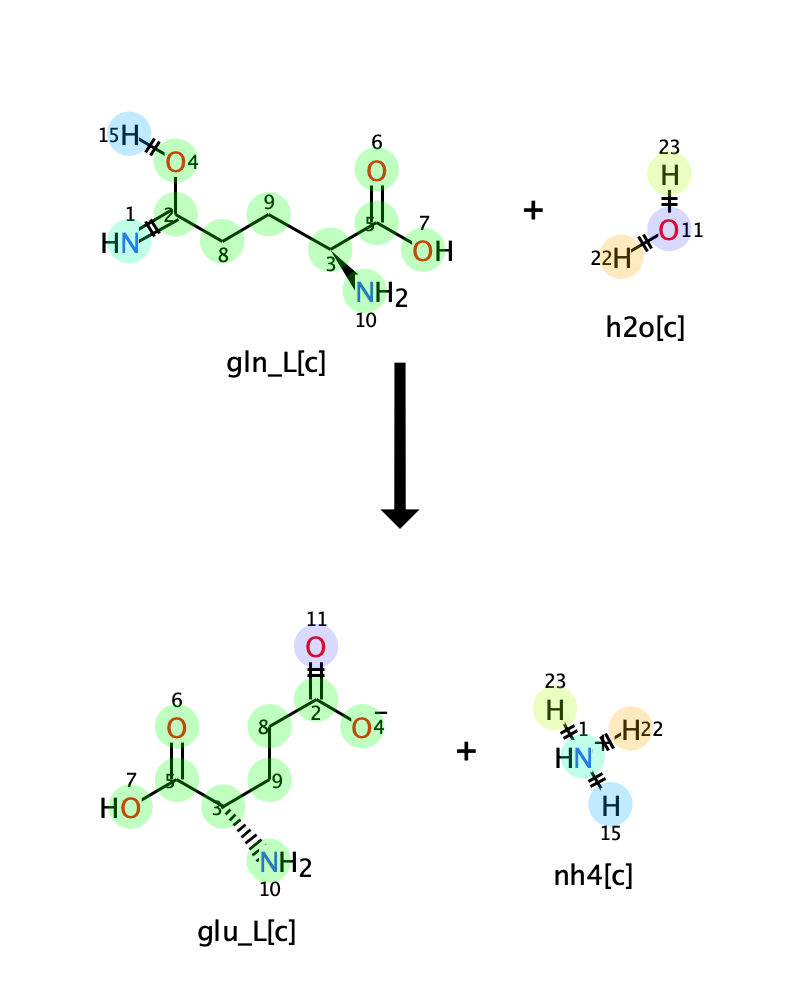 15H
O4
1
HN
2
8
9
3
6
O
5
7
OH
NH2
10
gln_L[c]
+
23
H
O11
22H
h2o[c]
11
O
2
O4−
8
9
6
O
5
7
HO
3
NH2
10
glu_L[c]
+
23
H
1
+
HN
H22
H
15
nh4[c]